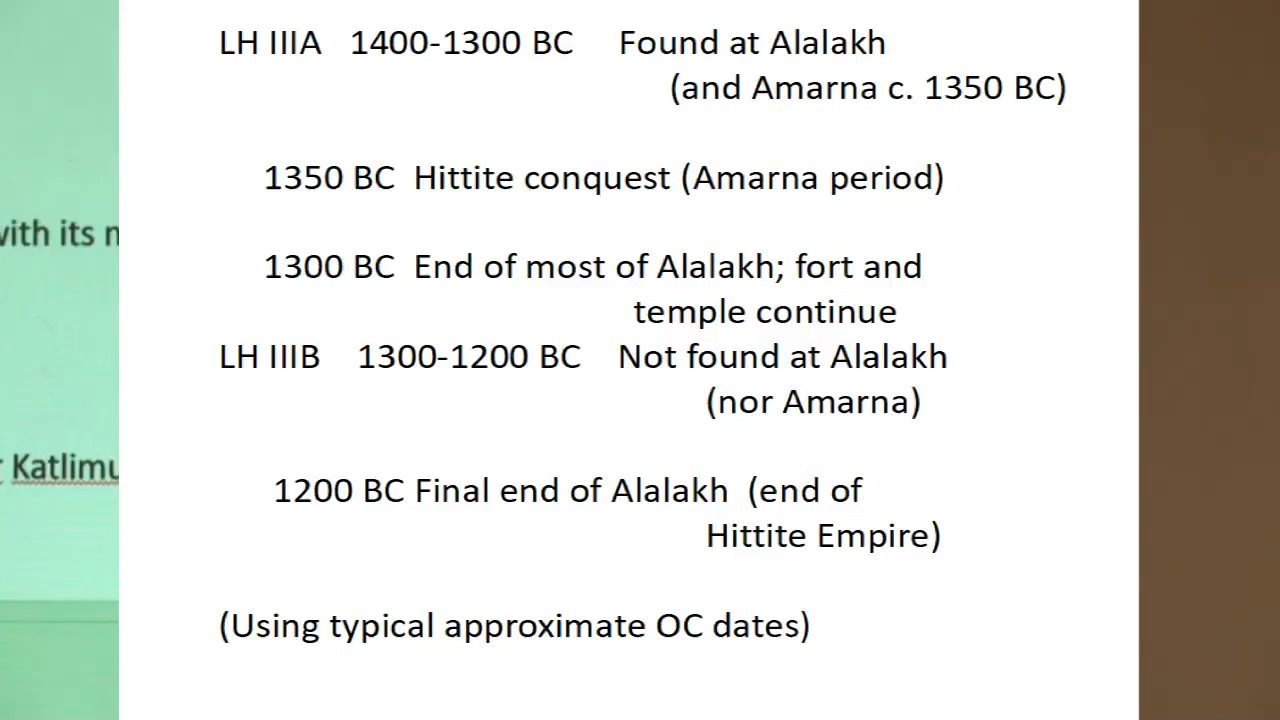 LH IIIA 1400-1300 BC Found at Alalakh
(and Amarna c. 1350 BC)
1350 BC Hittite conquest (Amarna period)
with its
1300 BC End of most of Alalakh; fort and
temple continue
LH IIIB 1300-1200 BC Not found at Alalakh
(nor Amarna)
Katlimu
1200 BC Final end of Alalakh (end of
Hittite Empire)
(Using typical approximate OC dates)